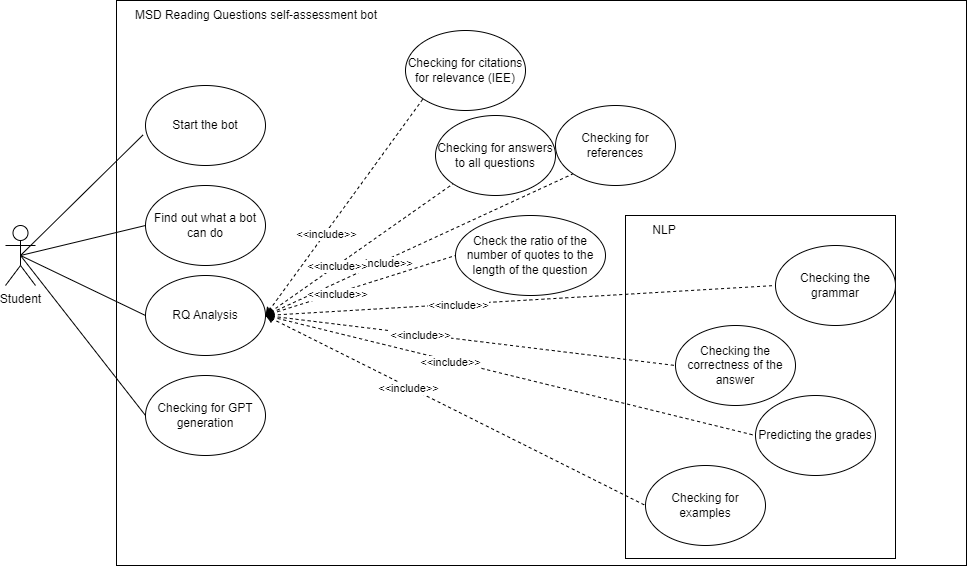 MSD Reading Questions self-assessment bot
Checking for citations
for relevance (IEE)
Start the bot
Checking for answers
to all questions
Checking for
references
Find out what a bot
can do
<<include>>
Check the ratio of the
number of quotes to the
length of the question
NLP
<<include>>
include>>
<<include>>
Checking the
grammar
Student
RQ Analysis
<<include>>
<<include>>
Checking the
correctness of the
answer
<<include>>
<<include>>
Checking for GPT
generation
Predicting the grades
Checking for
examples